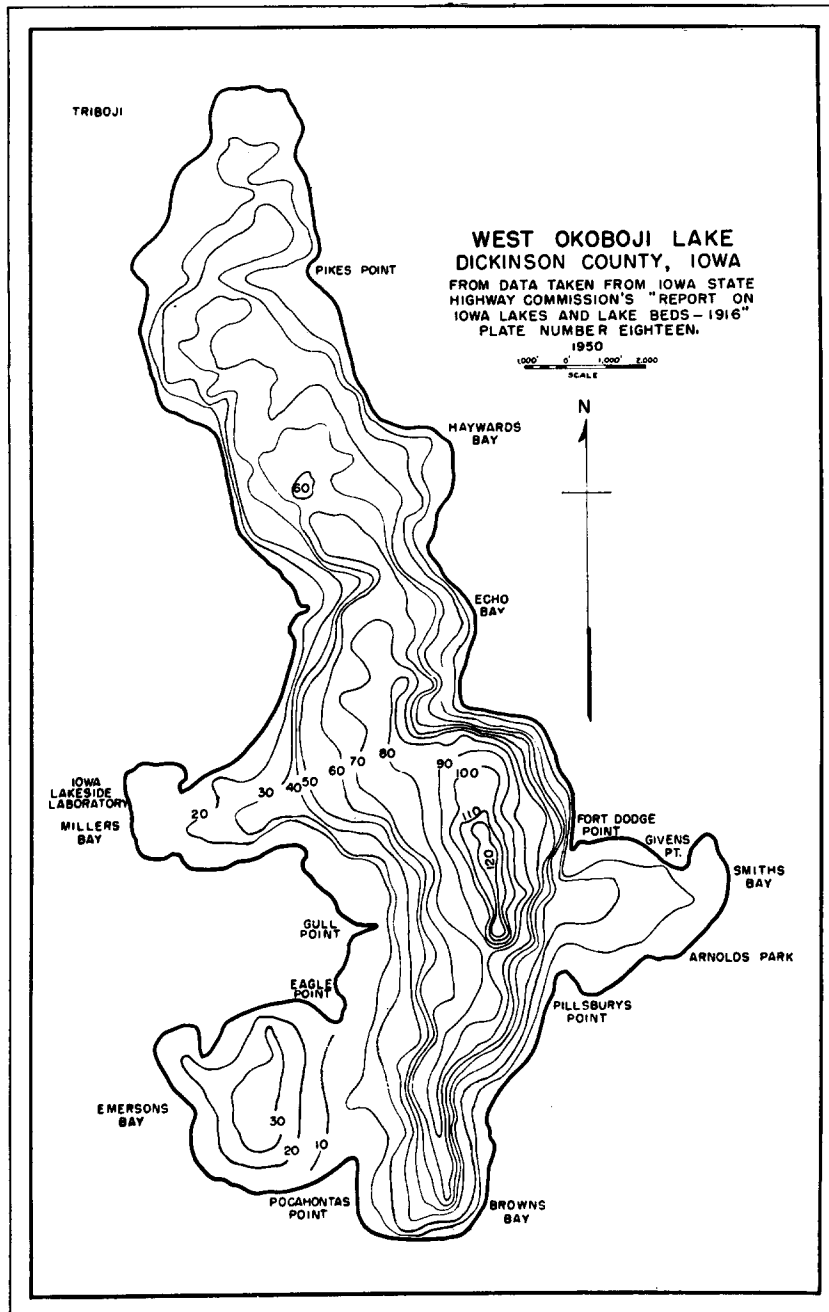 TRIBOJI
WEST OKOBOJI LAKE
DICKINSON COUNTY, IOWA
FROM DATA TAKEN FROM IOWA STATE
HIGHWAY COMMISSION'S "REPORT ON
IOWA LAKES AND LAKE BEDS-1916"
PLATE NUMBER EIGHTEEN.
1950
1,000' 0' 1,000' 2,000
SCALE
PIKES POINT
N
HAYWARDS
BAY
60
ECHO
BAY
IOWA
LAKESIDE
LABORATORY
MILLERS
BAY
20
30
40
50
60
70
80
90
100
110
120
FORT DODGE
POINT
GIVENS
PT.
SMITHS
BAY
GULL
POINT
ARNOLDS PARK
EAGLE
POINT
PILLSBURYS
POINT
EMERSONS
BAY
30
20
10
POCAHONTAS
POINT
BROWNS
BAY